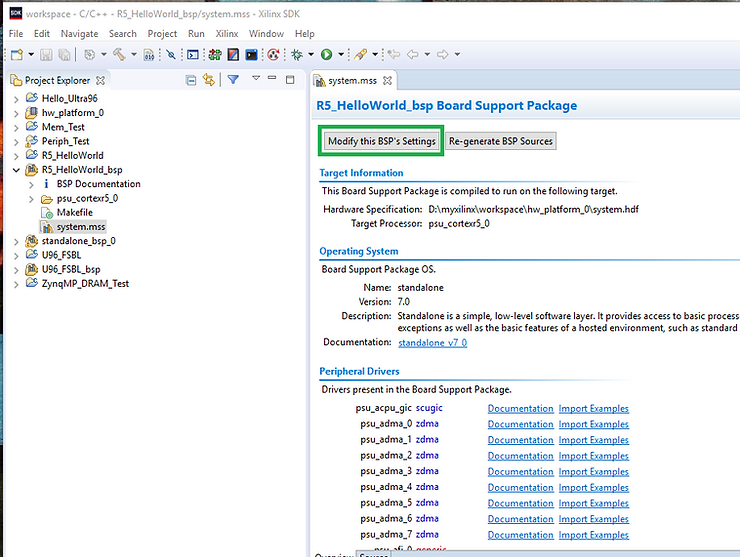 SDK workspace - C/C++ - R5_HelloWorld_bsp/system.mss - Xilinx SDK
File Edit Navigate Search Project Run Xilinx Window Help
Project Explorer
Hello_Ultra96
hw_platform_0
Mem_Test
Periph_Test
R5_HelloWorld
R5_HelloWorld_bsp
BSP Documentation
psu_cortexr5_0
Makefile
system.mss
standalone_bsp_0
U96_FSBL
U96_FSBL_bsp
ZynqMP_DRAM_Test
system.mss
R5_HelloWorld_bsp Board Support Package
Modify this BSP's Settings Re-generate BSP Sources
Target Information
This Board Support Package is compiled to run on the following target.
Hardware Specification: D:\myxilinx\workspace\hw_platform_0\system.hdf
Target Processor: psu_cortexr5_0
Operating System
Board Support Package OS.
Name: standalone
Version: 7.0
Description: Standalone is a simple, low-level software layer. It provides access to basic process
exceptions as well as the basic features of a hosted environment, such as standard
Documentation: standalone_v7_0
Peripheral Drivers
Drivers present in the Board Support Package.
psu_acpu_gic scugic Documentation Import Examples
psu_adma_0 zdma Documentation Import Examples
psu_adma_1 zdma Documentation Import Examples
psu_adma_2 zdma Documentation Import Examples
psu_adma_3 zdma Documentation Import Examples
psu_adma_4 zdma Documentation Import Examples
psu_adma_5 zdma Documentation Import Examples
psu_adma_6 zdma Documentation Import Examples
psu_adma_7 zdma Documentation Import Examples
psu_afi_0 generic
Overview Source